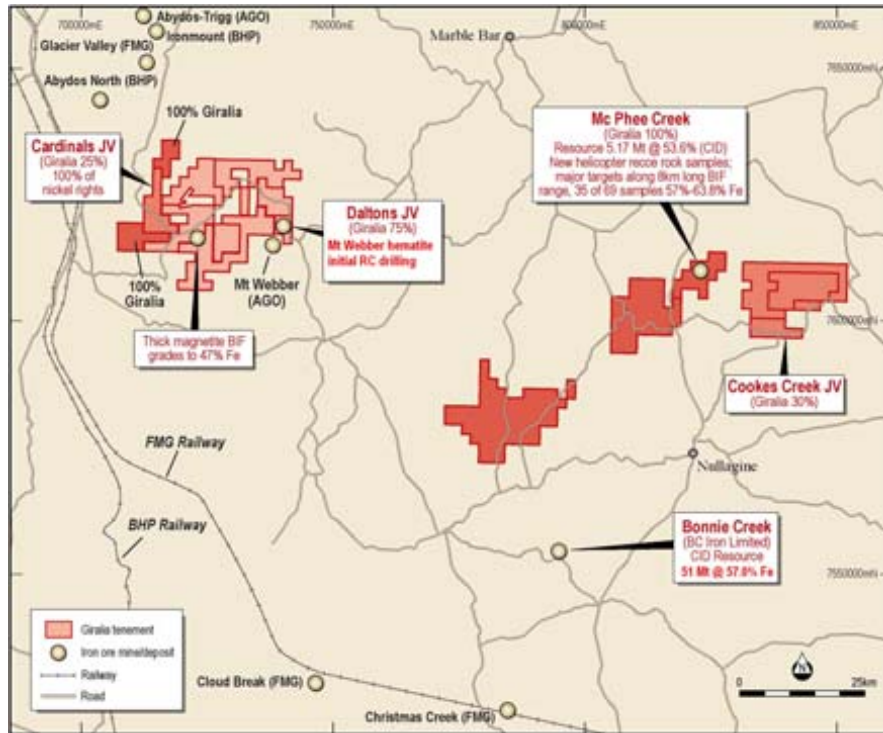 700000mE
750000mE
800000mE
850000mE
Abydos-Trigg (AGO)
Ironmount (BHP)
Glacier Valley (FMG)
Abydos North (BHP)
Marble Bar
7650000mN
100% Giralia
Cardinals JV
(Giralia 25%)
100% of
nickel rights
Mc Phee Creek
(Giralia 100%)
Resource 5.17 Mt @ 53.6% (CID)
New helicopter recce rock samples;
major targets along 8km long BIF
range, 35 of 69 samples 57%-63.8% Fe
Daltons JV
(Giralia 75%)
Mt Webber hematite
initial RC drilling
100%
Giralia
Mt Webber
(AGO)
7600000mN
Thick magnetite BIF
grades to 47% Fe
Cookes Creek JV
(Giralia 30%)
FMG Railway
Nullagine
BHP Railway
Bonnie Creek
(BC Iron Limited)
CID Resource
51 Mt @ 57.8% Fe
7550000mN
Giralia tenement
Iron ore mine/deposit
Railway
Road
Cloud Break (FMG)
Christmas Creek (FMG)
N
0
25km